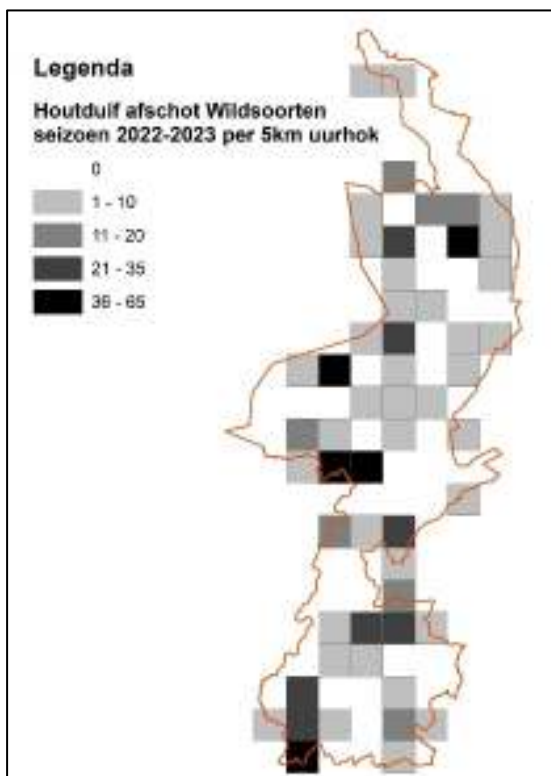 Legenda
Houtduif afschot Wildsoorten
seizoen 2022-2023 per 5km uurhok
0
1 - 10
11 - 20
21 - 35
36 - 65